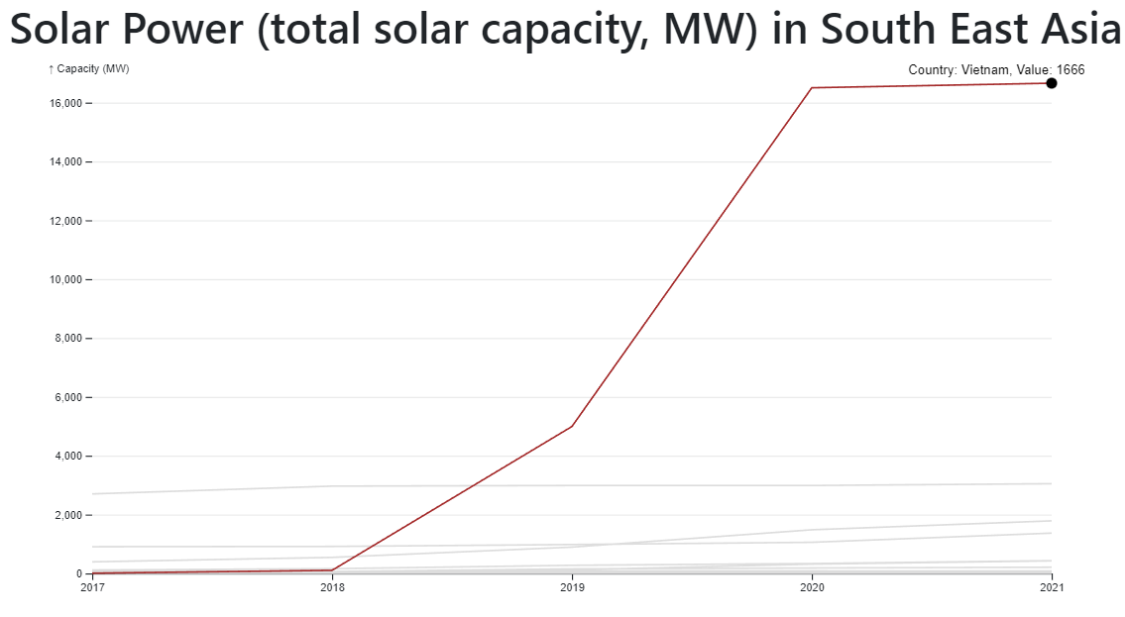 Solar Power (total solar capacity, MW) in South East Asia
↑ Capacity (MW)
Country: Vietnam, Value: 1666
16,000
14,000
12,000
10,000
8,000
6,000
4,000
2,000
0
2017 2018 2019 2020 2021